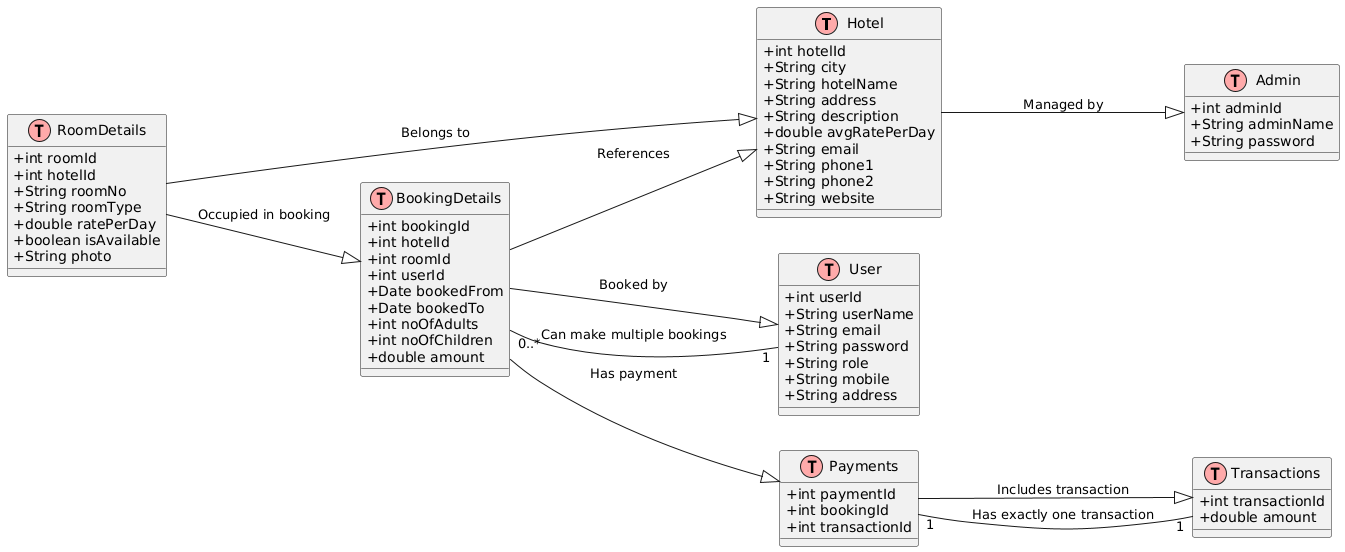 T Hotel
+int hotelId
+String city
+String hotelName
+String address
+String description
+double avgRatePerDay
+String email
+String phone1
+String phone2
+String website
Managed by
T Admin
+int adminId
+String adminName
+String password
T RoomDetails
+int roomId
+int hotelId
+String roomNo
+String roomType
+double ratePerDay
+boolean isAvailable
+String photo
Belongs to
References
Occupied in booking
T BookingDetails
+int bookingId
+int hotelId
+int roomId
+int userId
+Date bookedFrom
+Date bookedTo
+int noOfAdults
+int noOfChildren
+double amount
Booked by
Can make multiple bookings
0..*
1
Has payment
T User
+int userId
+String userName
+String email
+String password
+String role
+String mobile
+String address
T Payments
+int paymentId
+int bookingId
+int transactionId
Includes transaction
Has exactly one transaction
1
1
T Transactions
+int transactionId
+double amount